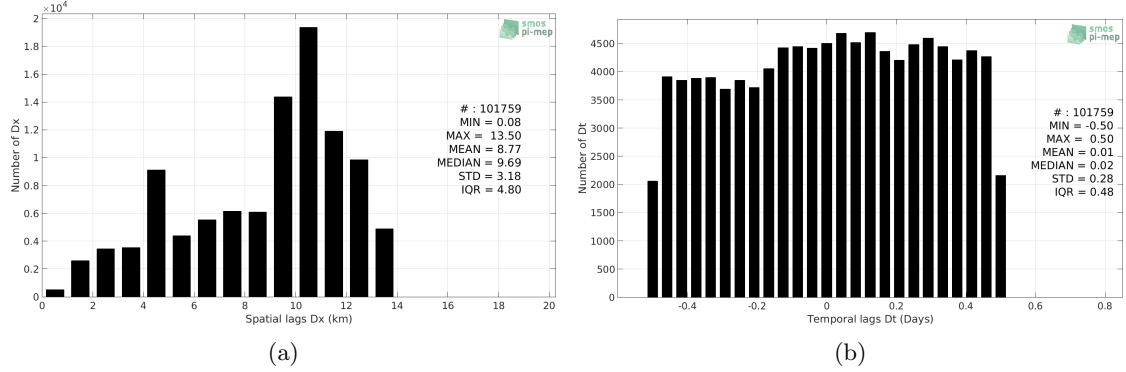 ×10⁴
2
1.8
1.6
1.4
1.2
1
0.8
0.6
0.4
0.2
0
Number of Dx
0 2 4 6 8 10 12 14 16 18 20
Spatial lags Dx (km)
smos
pi-mep
# : 101759
MIN = 0.08
MAX = 13.50
MEAN = 8.77
MEDIAN = 9.69
STD = 3.18
IQR = 4.80
(a)
4500
4000
3500
3000
2500
2000
1500
1000
500
0
Number of Dt
-0.4 -0.2 0 0.2 0.4 0.6 0.8
Temporal lags Dt (Days)
smos
pi-mep
# : 101759
MIN = -0.50
MAX = 0.50
MEAN = 0.01
MEDIAN = 0.02
STD = 0.28
IQR = 0.48
(b)